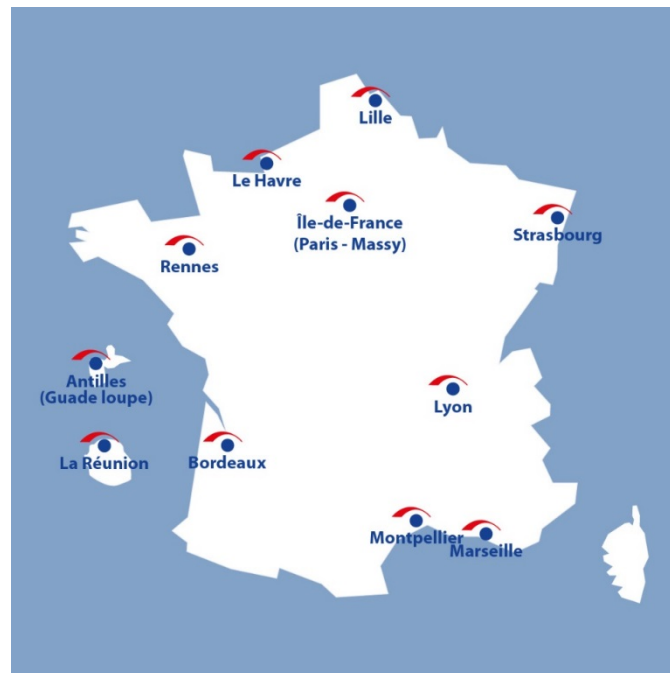 Lille
Le Havre
Île-de-France
(Paris - Massy)
Strasbourg
Rennes
Antilles
(Guade loupe)
Lyon
La Réunion
Bordeaux
Montpellier
Marseille